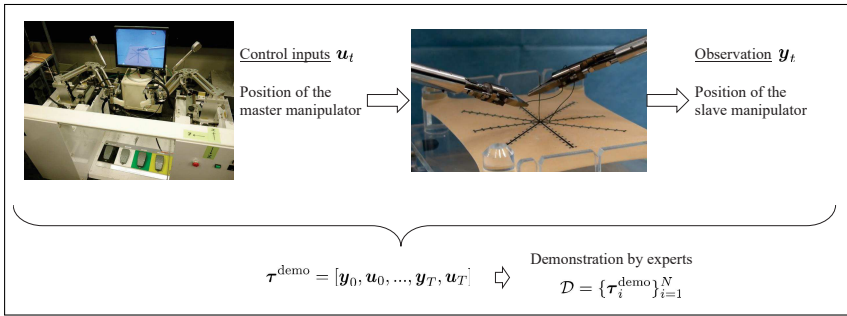 Control inputs u_t
Position of the
master manipulator
Observation y_t
Position of the
slave manipulator
τ^demo = [y_0, u_0, ..., y_T, u_T]
Demonstration by experts
D = {τ_i^demo}_{i=1}^N